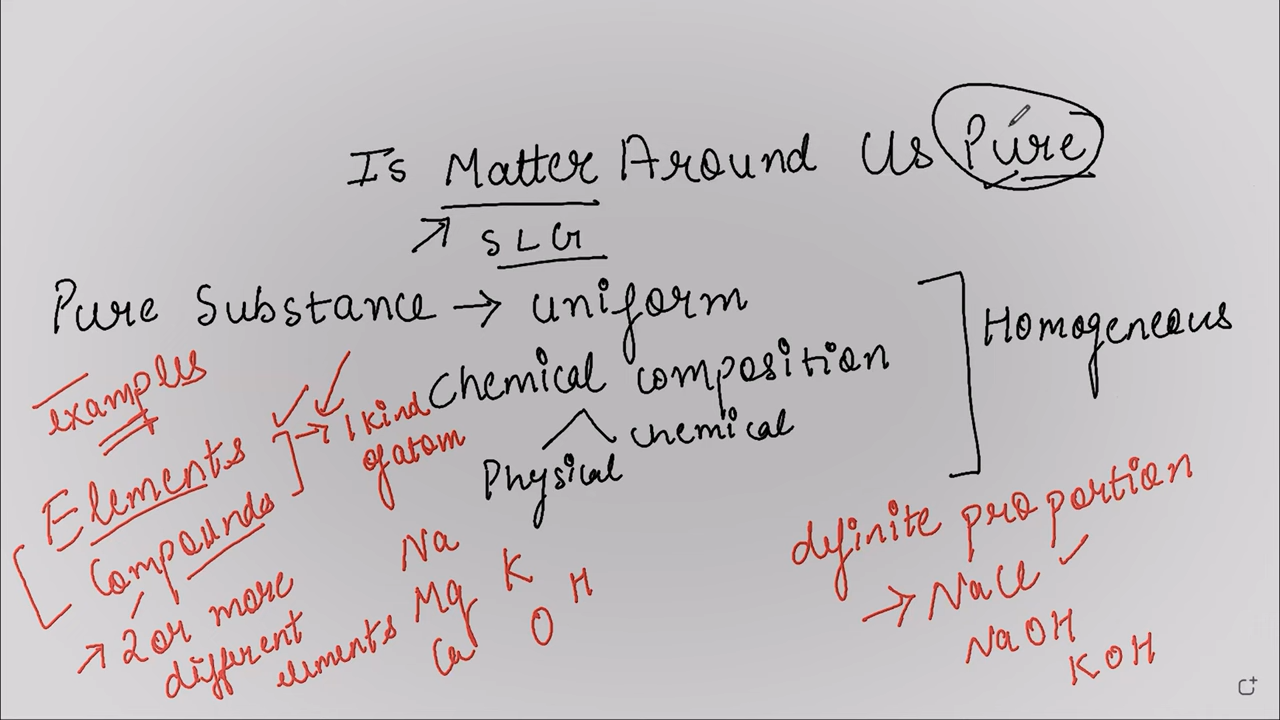 Is Matter Around Us Pure
→ S L G
Pure Substance → uniform
Chemical composition
Physical
Chemical
Homogeneous
examples
Elements → 1 kind
of atom
Compounds
→ 2 or more
different
elements
Na
Mg
Ca
K
O
H
definite proportion
→ NaCl ✓
NaOH
KOH